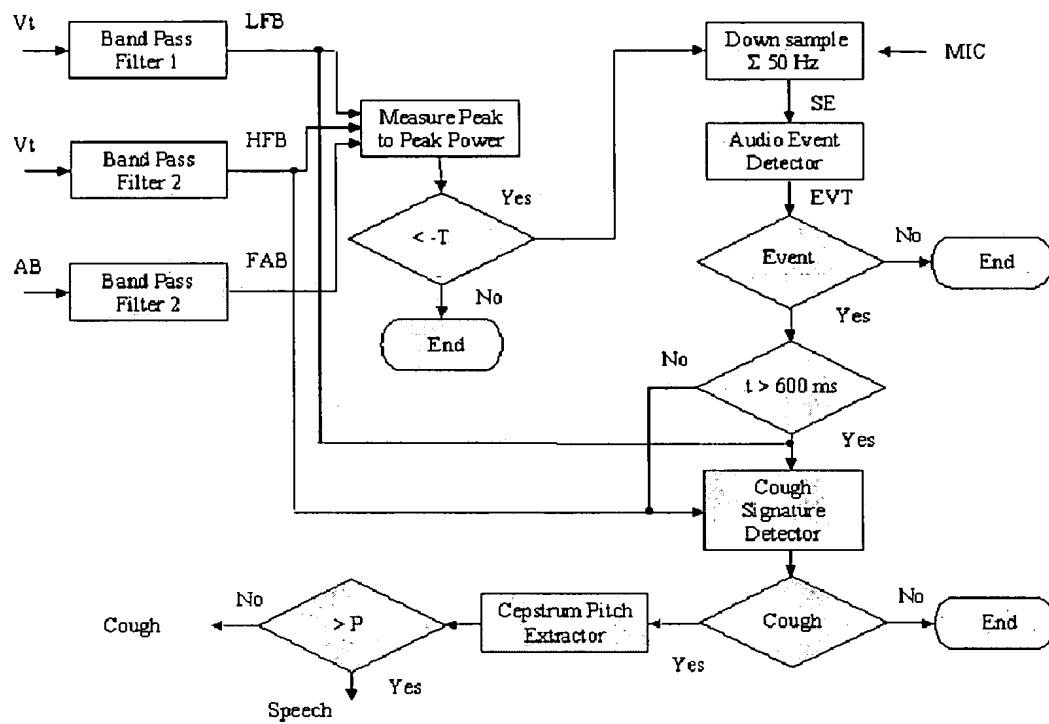 Vt
LFB
Band Pass
Filter 1
Down sample
Σ 50 Hz
MIC
SE
Measure Peak
to Peak Power
Vt
HFB
Band Pass
Filter 2
Audio Event
Detector
Yes
EVT
< -T
No
Event
End
AB
FAB
Band Pass
Filter 2
No
Yes
End
No
t > 600 ms
Yes
Cough
Signature
Detector
No
Cough
> P
Cepstrum Pitch
Extractor
Cough
No
End
Yes
Yes
Speech